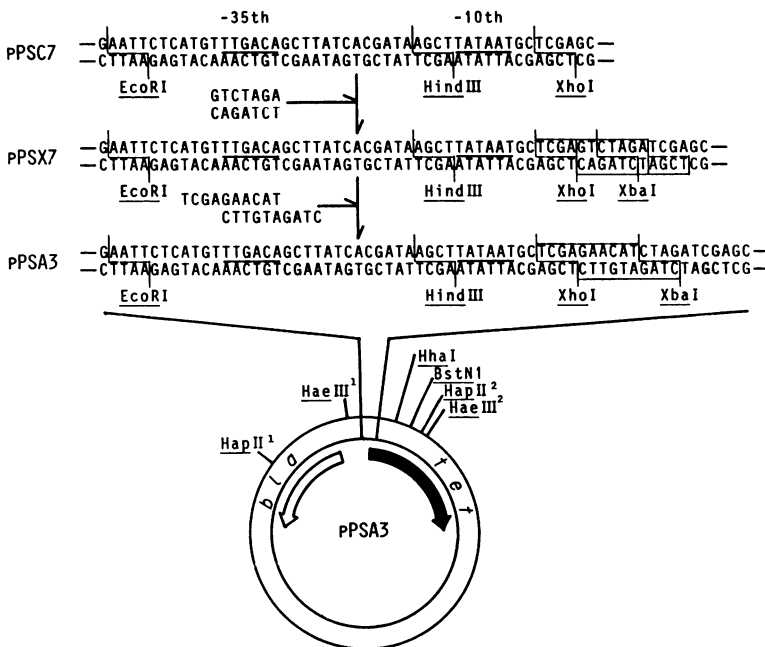 -35th -10th
pPSC7
—GAATTCTCATGTTTGACAGCTTATCACGATAAGCTTATAATGCTCGAGC—
—CTTAAGAGTACAAACTGTCGAATAGTGCTATTCGAATATTACGAGCTCG—
EcoRI HindIII XhoI
GTCTAGA
CAGATCT
pPSX7
—GAATTCTCATGTTTGACAGCTTATCACGATAAGCTTATAATGCTCGAGTCTAGATCGAGC—
—CTTAAGAGTACAAACTGTCGAATAGTGCTATTCGAATATTACGAGCTCAGATCTAGCTCG—
EcoRI HindIII XhoI XbaI
TCGAGAACAT
CTTGTAGATC
pPSA3
—GAATTCTCATGTTTGACAGCTTATCACGATAAGCTTATAATGCTCGAGAACATCTAGATCGAGC—
—CTTAAGAGTACAAACTGTCGAATAGTGCTATTCGAATATTACGAGCTCTTGTAGATCTAGCTCG—
EcoRI HindIII XhoI XbaI
HhaI
BstN1
HaeIII¹
HapII²
HaeIII²
HapII¹
bla
tet
pPSA3